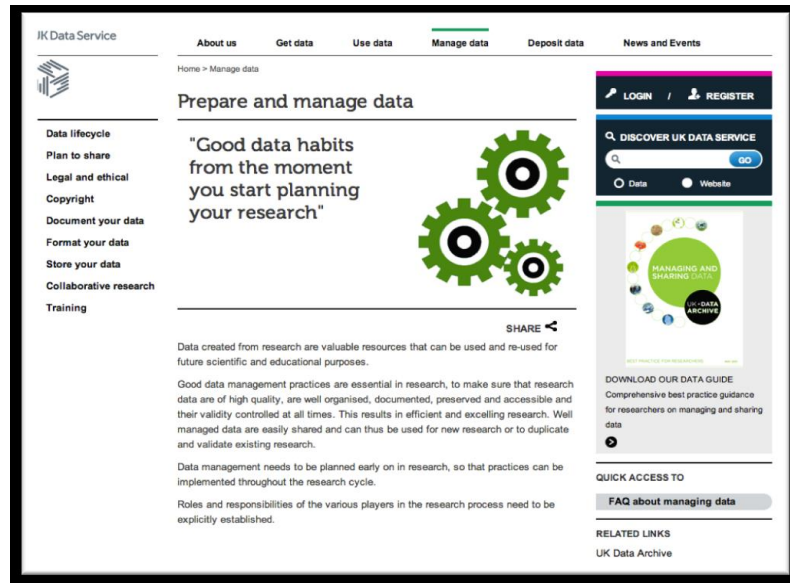 JK Data Service
About us Get data Use data Manage data Deposit data News and Events
Home > Manage data
Prepare and manage data
Data lifecycle
Plan to share
Legal and ethical
Copyright
Document your data
Format your data
Store your data
Collaborative research
Training
"Good data habits
from the moment
you start planning
your research"
SHARE
Data created from research are valuable resources that can be used and re-used for
future scientific and educational purposes.
Good data management practices are essential in research, to make sure that research
data are of high quality, are well organised, documented, preserved and accessible and
their validity controlled at all times. This results in efficient and excelling research. Well
managed data are easily shared and can thus be used for new research or to duplicate
and validate existing research.
Data management needs to be planned early on in research, so that practices can be
implemented throughout the research cycle.
Roles and responsibilities of the various players in the research process need to be
explicitly established.
LOGIN / REGISTER
DISCOVER UK DATA SERVICE
GO
Data Website
MANAGING AND
SHARING DATA
UK DATA
ARCHIVE
DOWNLOAD OUR DATA GUIDE
Comprehensive best practice guidance
for researchers on managing and sharing
data
QUICK ACCESS TO
FAQ about managing data
RELATED LINKS
UK Data Archive